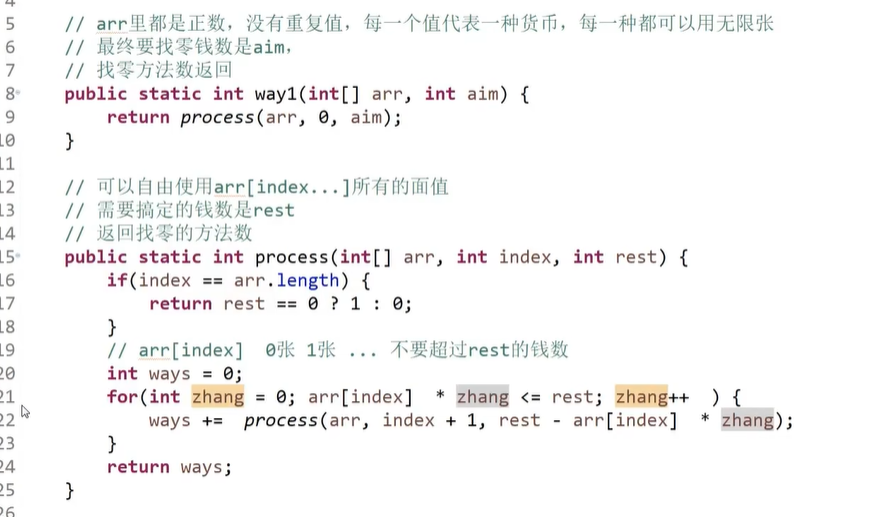 4
5 // arr里都是正数，没有重复值，每一个值代表一种货币，每一种都可以用无限张
6 // 最终要找零钱数是aim，
7 // 找零方法数返回
8 public static int way1(int[] arr, int aim) {
9 return process(arr, 0, aim);
10 }
11
12 // 可以自由使用arr[index...]所有的面值
13 // 需要搞定的钱数是rest
14 // 返回找零的方法数
15 public static int process(int[] arr, int index, int rest) {
16 if(index == arr.length) {
17 return rest == 0 ? 1 : 0;
18 }
19 // arr[index] 0张 1张 ... 不要超过rest的钱数
20 int ways = 0;
21 for(int zhang = 0; arr[index] * zhang <= rest; zhang++ ) {
22 ways += process(arr, index + 1, rest - arr[index] * zhang);
23 }
24 return ways;
25 }
26